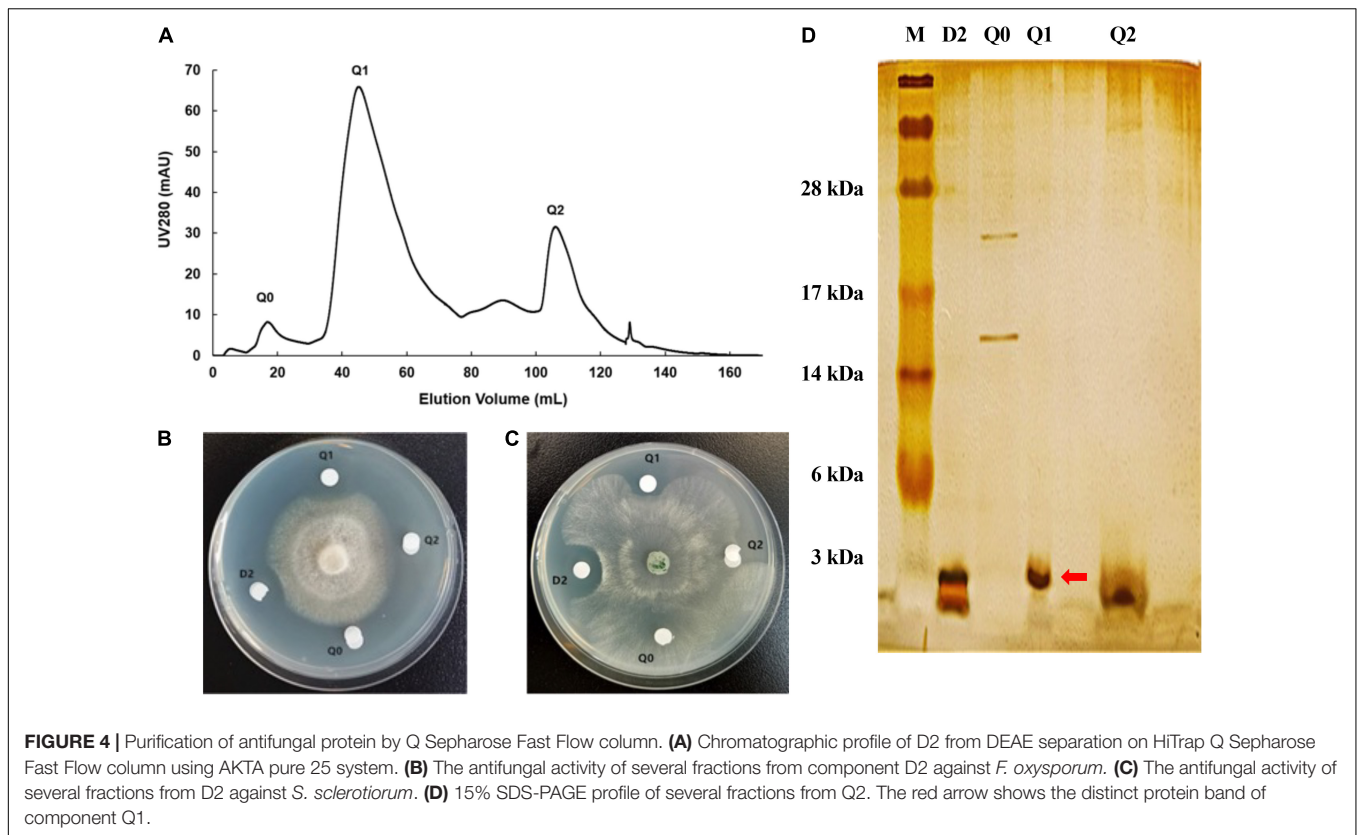 A
70
60
50
40
30
20
10
0
UV280 (mAU)
Q0
Q1
Q2
0 20 40 60 80 100 120 140 160
Elution Volume (mL)
B
Q1
Q2
D2
Q0
C
Q1
Q2
D2
Q0
D
M D2 Q0 Q1 Q2
28 kDa
17 kDa
14 kDa
6 kDa
3 kDa
FIGURE 4 | Purification of antifungal protein by Q Sepharose Fast Flow column. (A) Chromatographic profile of D2 from DEAE separation on HiTrap Q Sepharose
Fast Flow column using AKTA pure 25 system. (B) The antifungal activity of several fractions from component D2 against F. oxysporum. (C) The antifungal activity of
several fractions from D2 against S. sclerotiorum. (D) 15% SDS-PAGE profile of several fractions from Q2. The red arrow shows the distinct protein band of
component Q1.